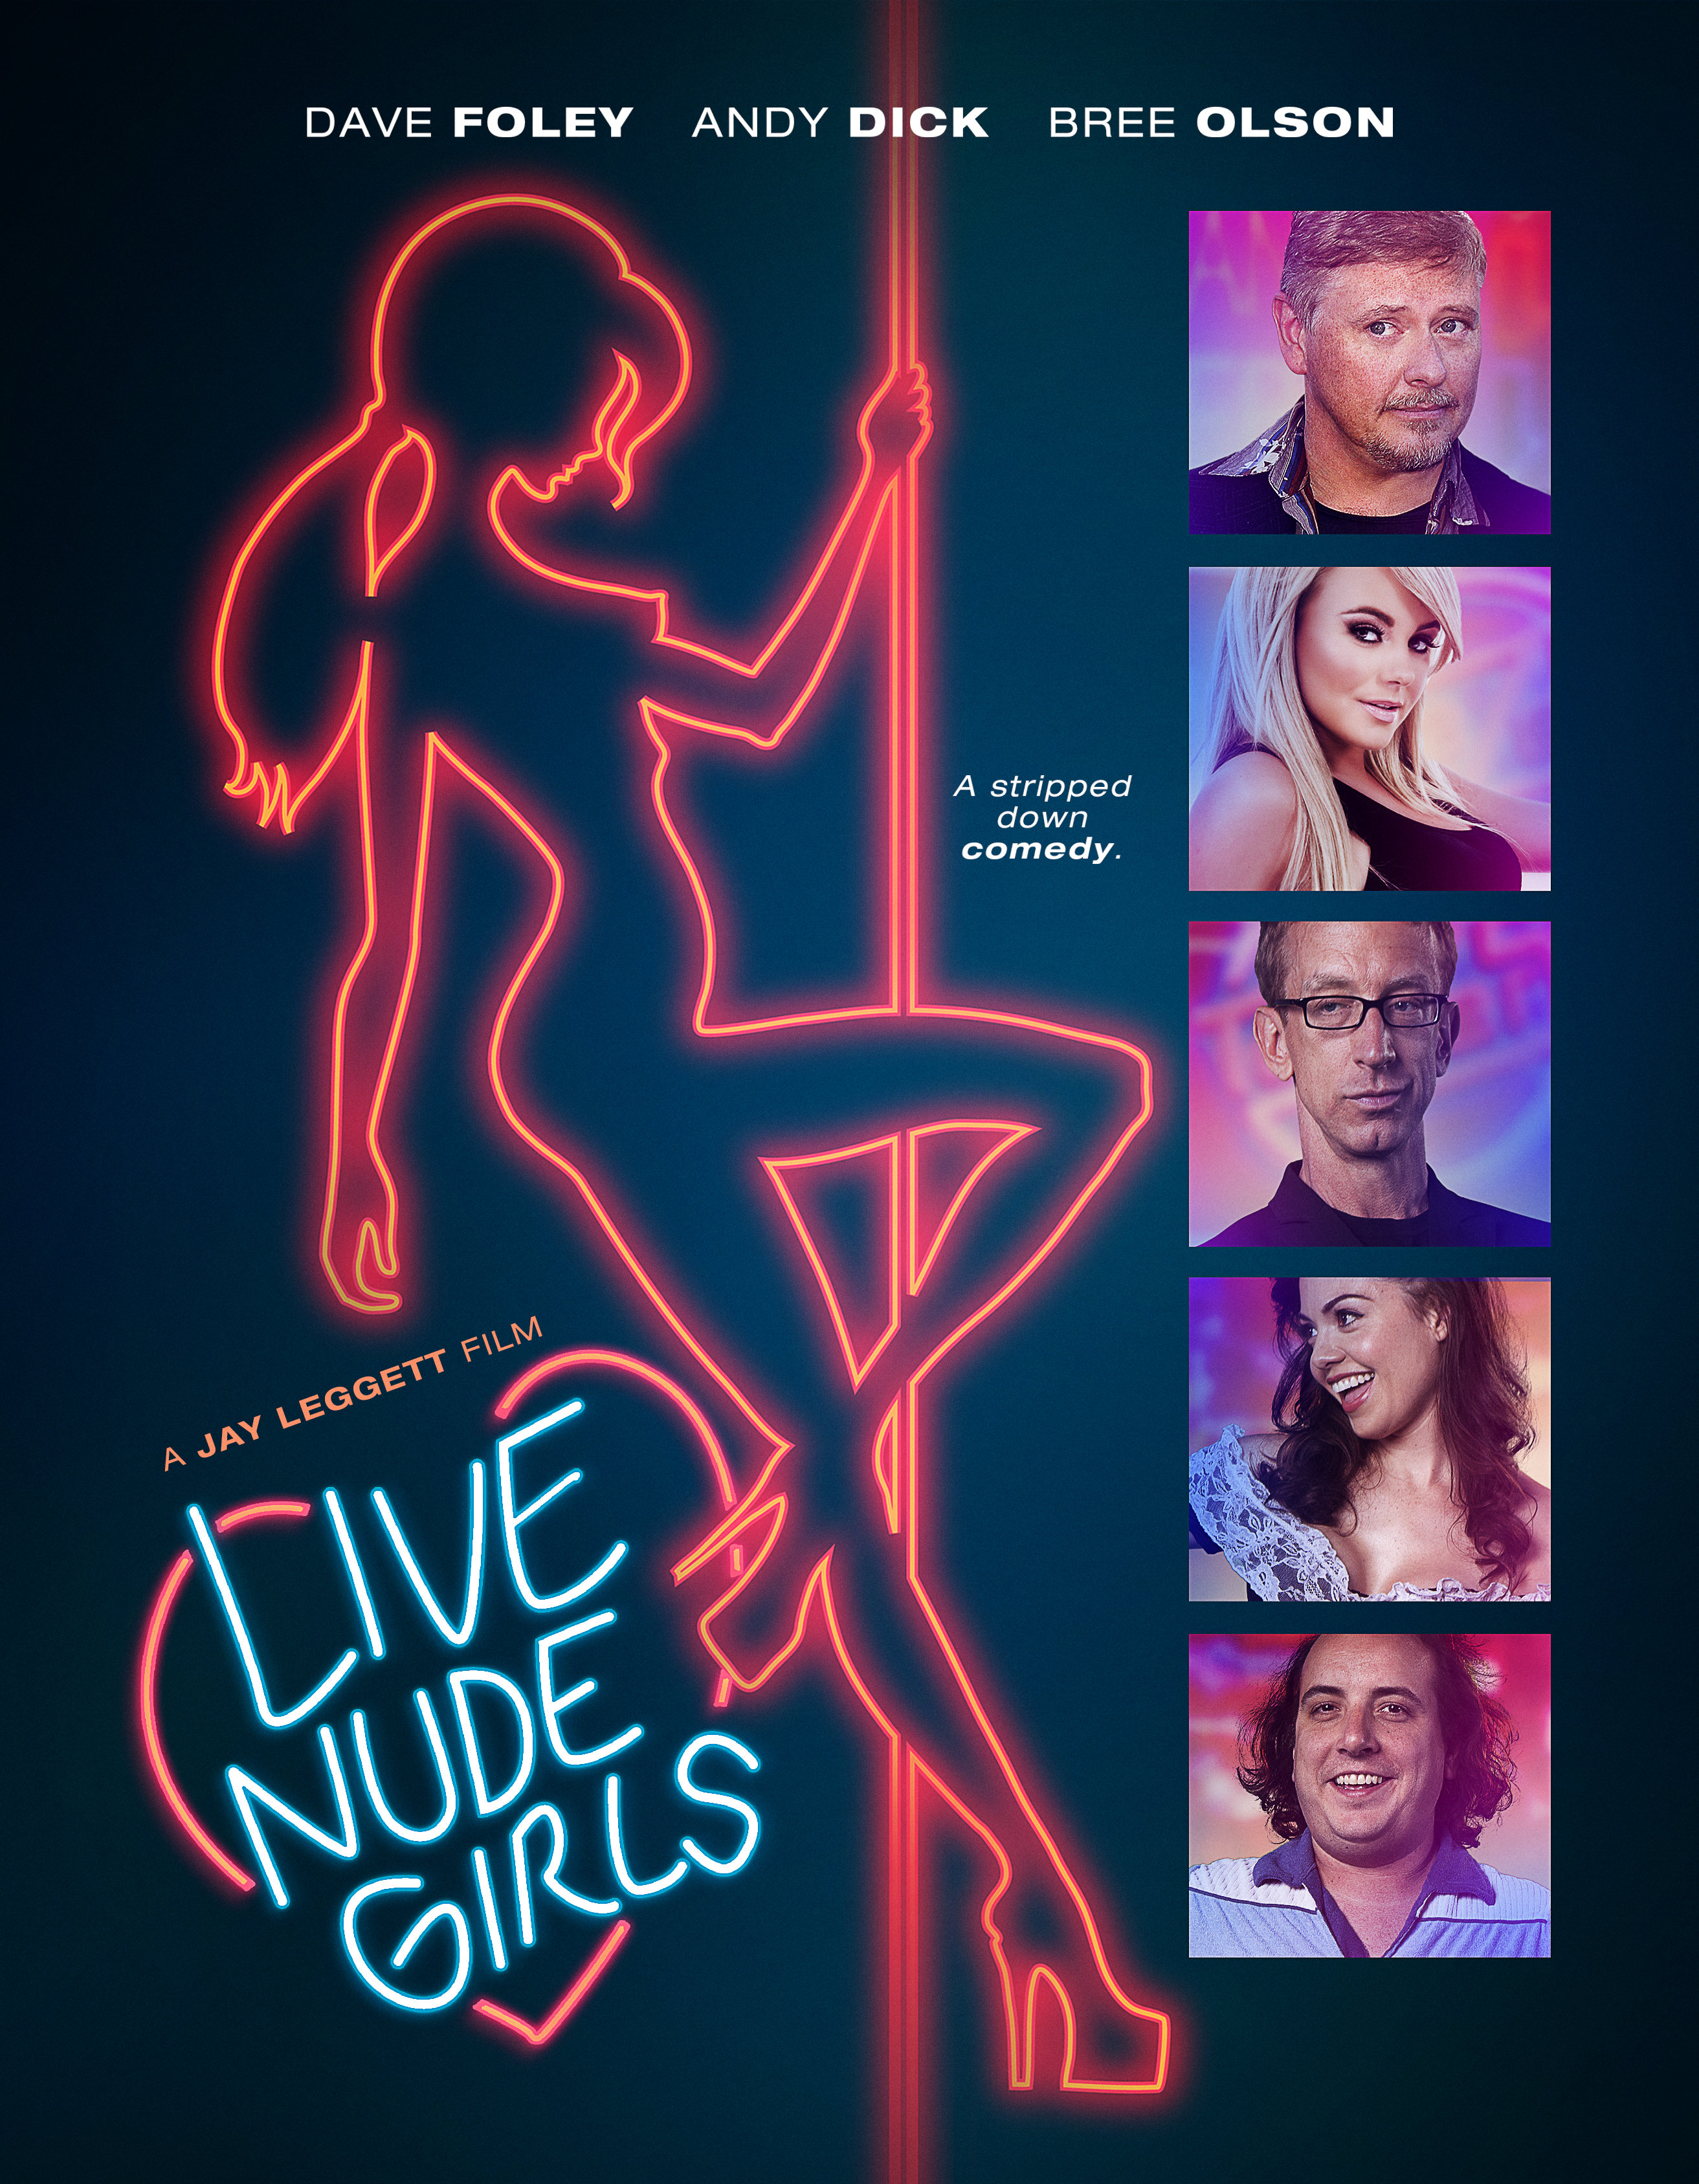 DAVE FOLEY ANDY DICK BREE OLSON
A stripped
down
comedy.
A JAY LEGGETT FILM
LIVE
NUDE
GIRLS